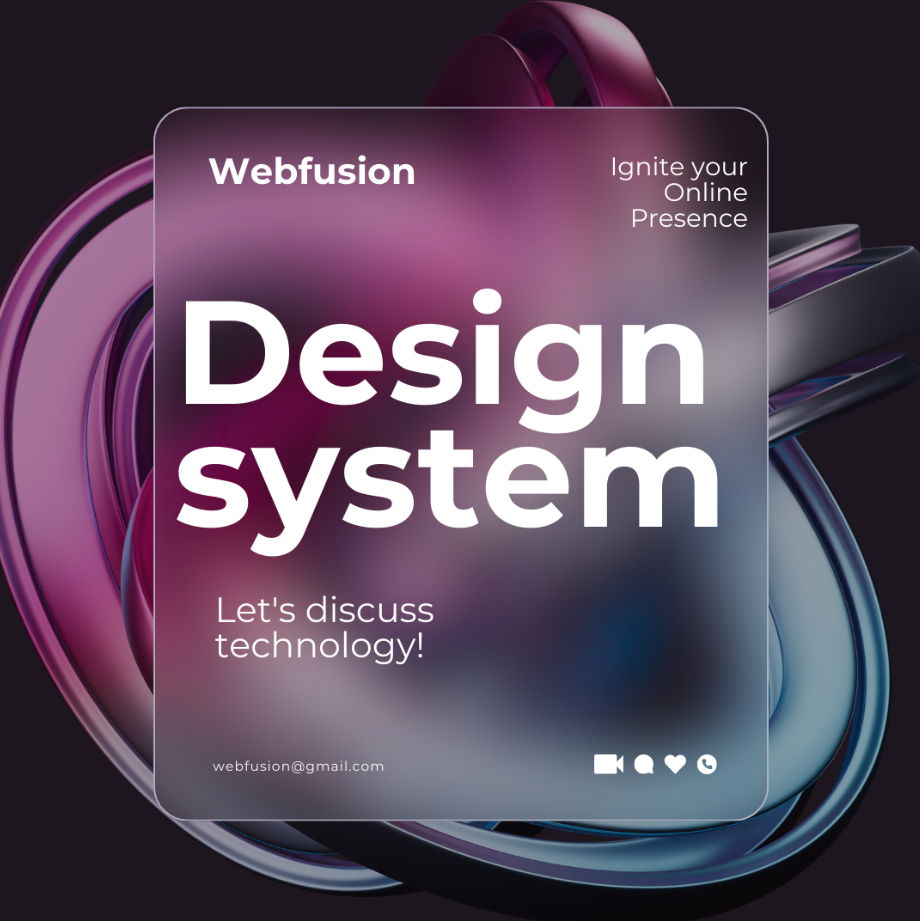 Webfusion
Ignite your
Online
Presence
Design
system
Let's discuss
technology!
webfusion@gmail.com